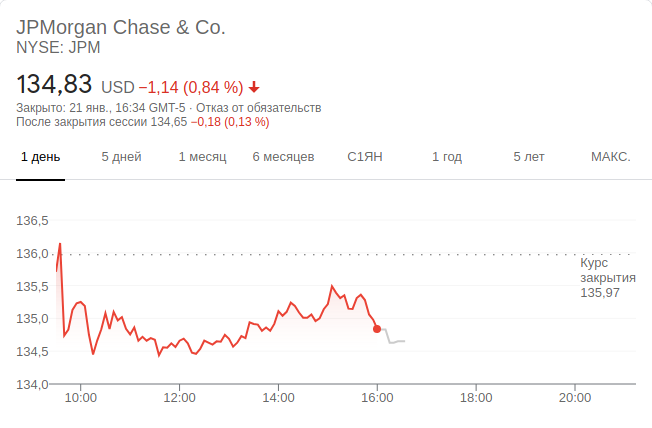 JPMorgan Chase & Co.
NYSE: JPM
134,83 USD −1,14 (0,84 %)
Закрыто: 21 янв., 16:34 GMT-5 · Отказ от обязательств
После закрытия сессии 134,65 −0,18 (0,13 %)
1 день 5 дней 1 месяц 6 месяцев С1ЯН 1 год 5 лет МАКС.
136,5
136,0
Курс
закрытия
135,97
135,5
135,0
134,5
134,0
10:00 12:00 14:00 16:00 18:00 20:00